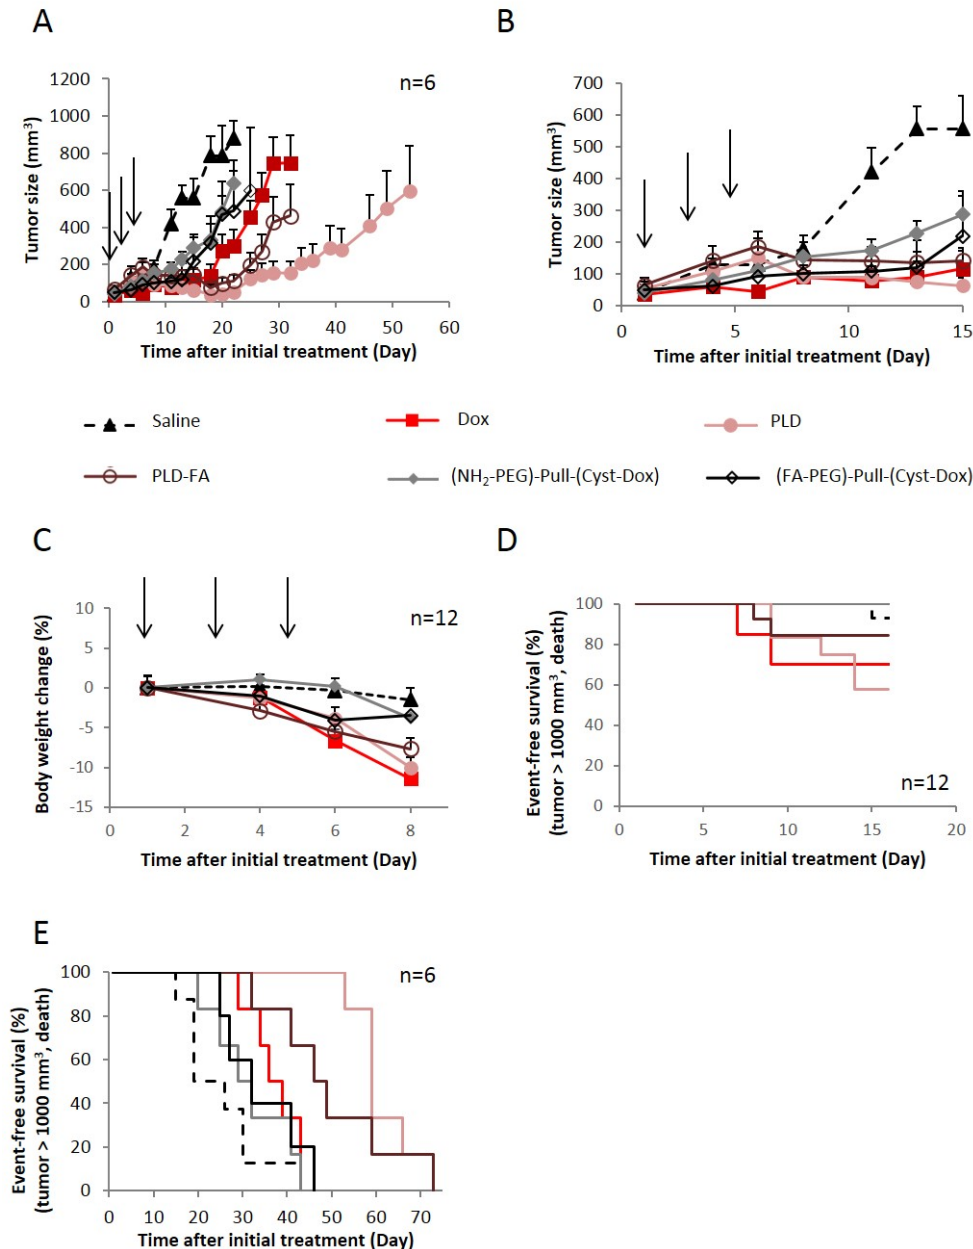 A
B
n=6
Tumor size (mm³)
1200
1000
800
600
400
200
0
0 10 20 30 40 50 60
Time after initial treatment (Day)
Tumor size (mm³)
700
600
500
400
300
200
100
0
0 5 10 15
Time after initial treatment (Day)
Saline
Dox
PLD
PLD-FA
(NH₂-PEG)-Pull-(Cyst-Dox)
(FA-PEG)-Pull-(Cyst-Dox)
C
D
n=12
Body weight change (%)
10
5
0
-5
-10
-15
0 2 4 6 8
Time after initial treatment (Day)
Event-free survival (%)
(tumor > 1000 mm³, death)
100
80
60
40
20
0
n=12
0 5 10 15 20
Time after initial treatment (Day)
E
n=6
Event-free survival (%)
(tumor > 1000 mm³, death)
100
80
60
40
20
0
0 10 20 30 40 50 60 70
Time after initial treatment (Day)